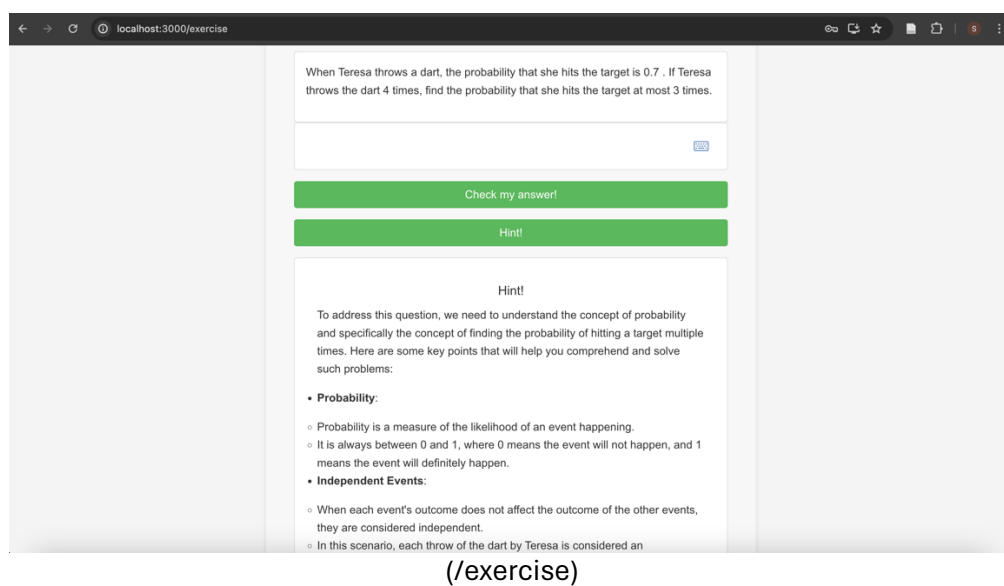 localhost:3000/exercise
S
When Teresa throws a dart, the probability that she hits the target is 0.7 . If Teresa
throws the dart 4 times, find the probability that she hits the target at most 3 times.
Check my answer!
Hint!
Hint!
To address this question, we need to understand the concept of probability
and specifically the concept of finding the probability of hitting a target multiple
times. Here are some key points that will help you comprehend and solve
such problems:
• Probability:
○ Probability is a measure of the likelihood of an event happening.
○ It is always between 0 and 1, where 0 means the event will not happen, and 1
means the event will definitely happen.
• Independent Events:
○ When each event's outcome does not affect the outcome of the other events,
they are considered independent.
○ In this scenario, each throw of the dart by Teresa is considered an
(/exercise)